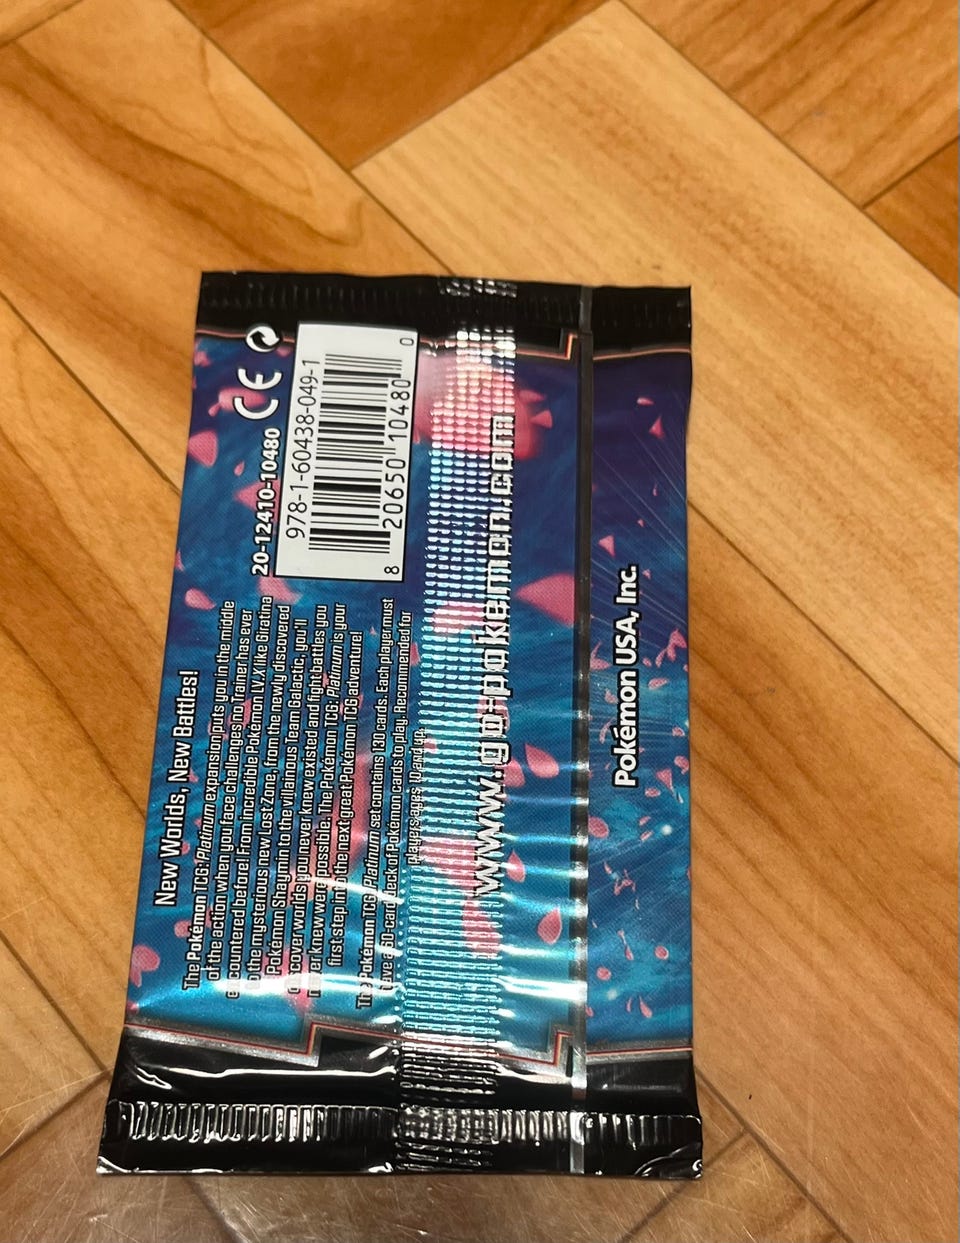 New Worlds, New Battles!
The Pokémon TCG: Platinum expansion puts you in the middle
of the action when you face challenges no Trainer has ever
encountered before! From incredible Pokémon LV.X like Giratina
to the mysterious new Lost Zone, from the newly discovered
Pokémon Shaymin to the villainous Team Galactic, you'll
discover worlds you never knew existed and fight battles you
never knew were possible. The Pokémon TCG: Platinum is your
first step into the next great Pokémon TCG adventure!
The Pokémon TCG: Platinum set contains 130 cards. Each player must
have a 60-card deck of Pokémon cards to play. Recommended for
players ages 10 and up.
20-12410-10480
CE
978-1-60438-049-1
8 20650 10480 0
www.go-pokemon.com
Pokémon USA, Inc.